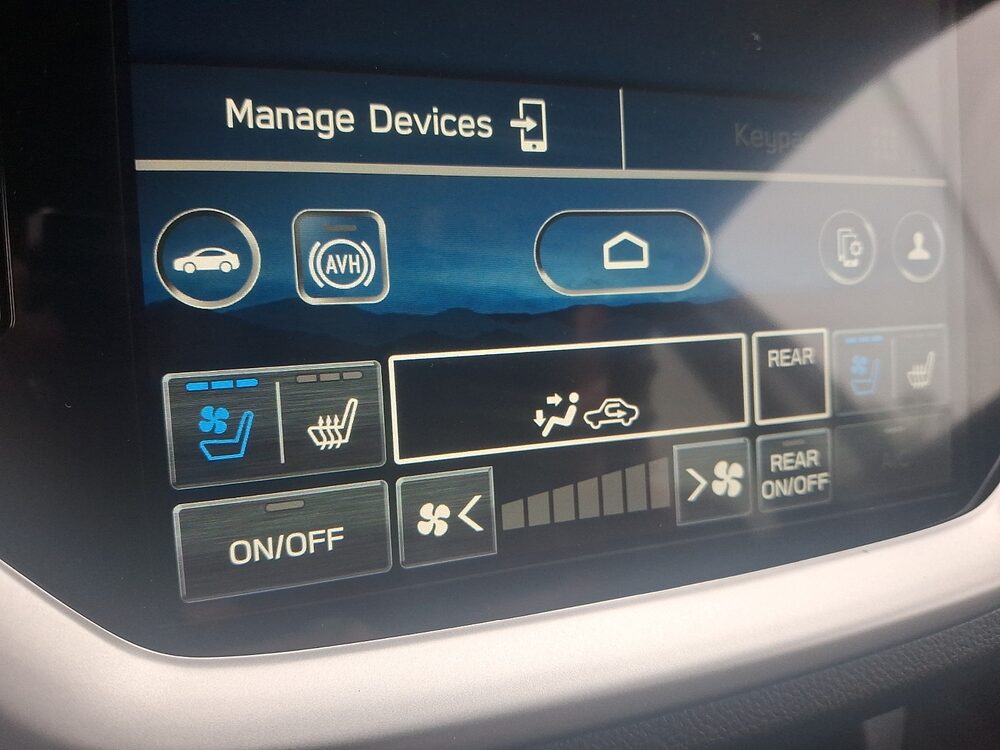 Manage Devices
AVH
REAR
ON/OFF
REAR
ON/OFF